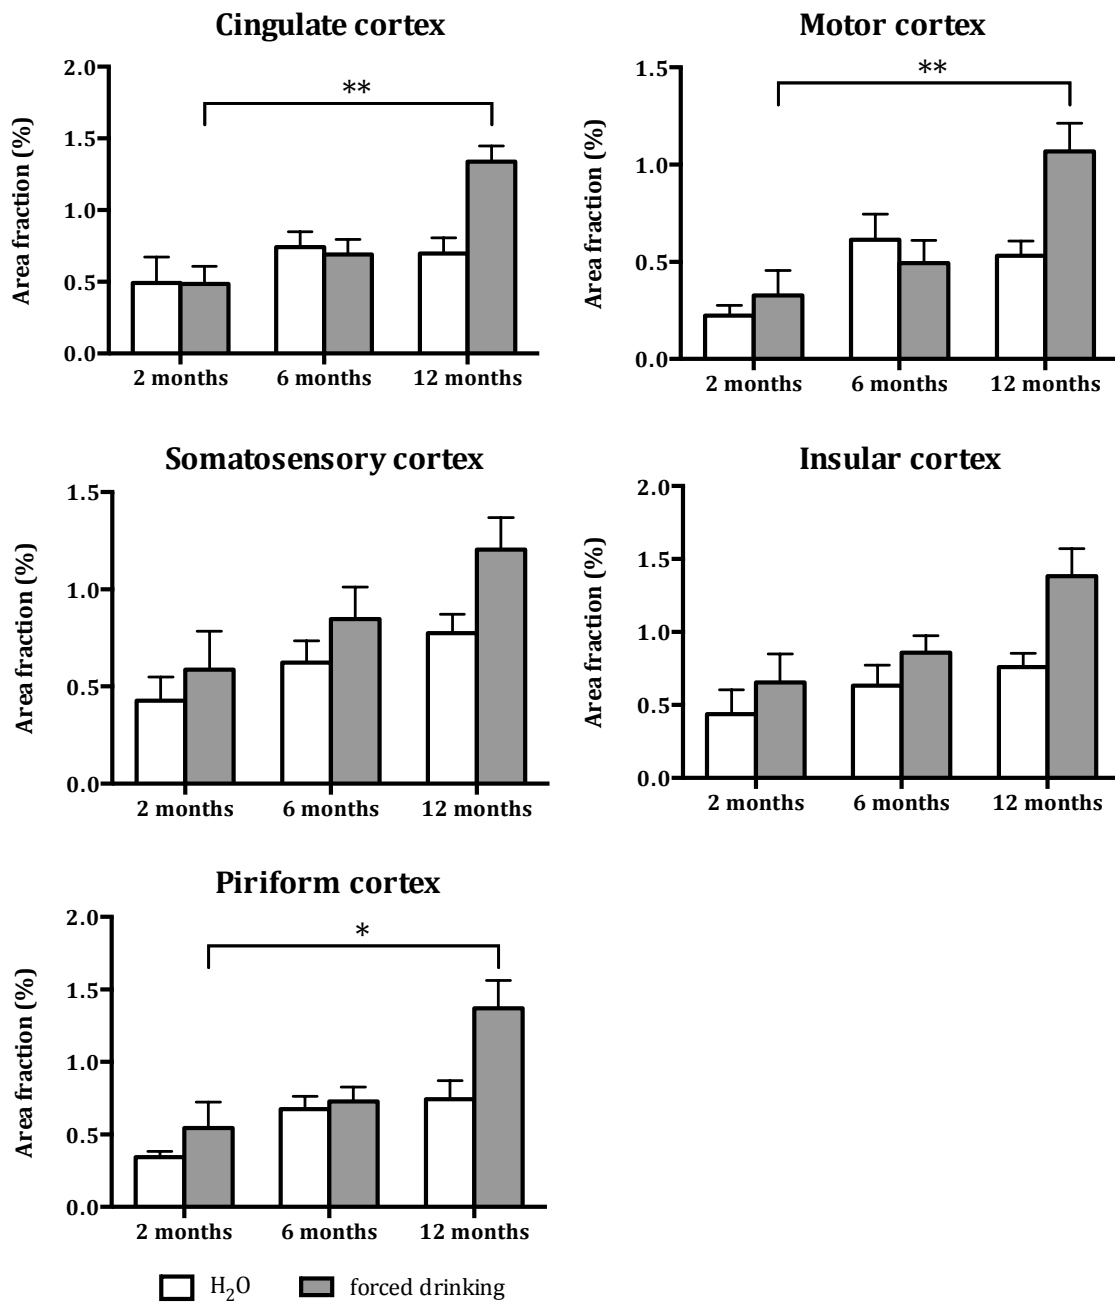 Cingulate cortex
Area fraction (%)
2.0
1.5
1.0
0.5
0.0
**
2 months 6 months 12 months
Motor cortex
Area fraction (%)
1.5
1.0
0.5
0.0
**
2 months 6 months 12 months
Somatosensory cortex
Area fraction (%)
1.5
1.0
0.5
0.0
2 months 6 months 12 months
Insular cortex
Area fraction (%)
2.0
1.5
1.0
0.5
0.0
2 months 6 months 12 months
Piriform cortex
Area fraction (%)
2.0
1.5
1.0
0.5
0.0
*
2 months 6 months 12 months
H₂O forced drinking